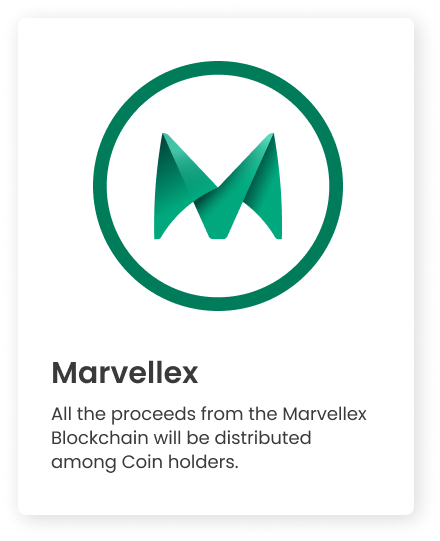 Marvellex
All the proceeds from the Marvellex
Blockchain will be distributed
among Coin holders.